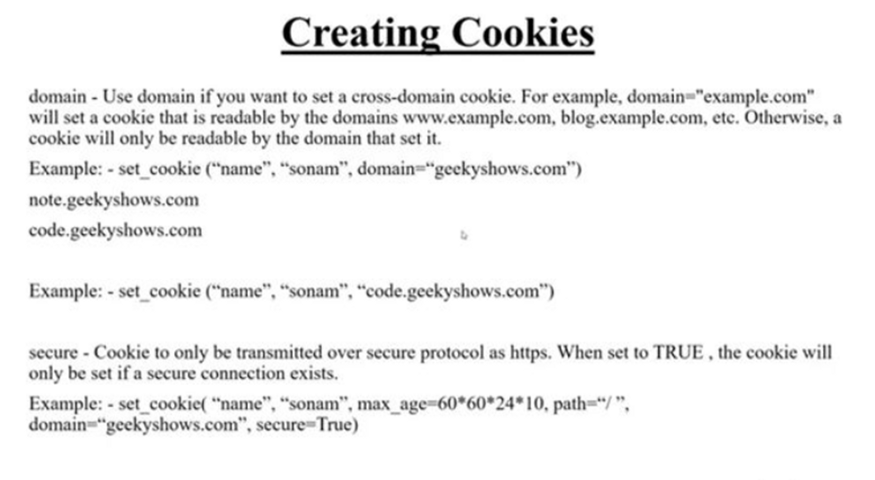 Creating Cookies
domain - Use domain if you want to set a cross-domain cookie. For example, domain="example.com"
will set a cookie that is readable by the domains www.example.com, blog.example.com, etc. Otherwise, a
cookie will only be readable by the domain that set it.
Example: - set_cookie (“name”, “sonam”, domain=“geekyshows.com”)
note.geekyshows.com
code.geekyshows.com
Example: - set_cookie (“name”, “sonam”, “code.geekyshows.com”)
secure - Cookie to only be transmitted over secure protocol as https. When set to TRUE , the cookie will
only be set if a secure connection exists.
Example: - set_cookie( “name”, “sonam”, max_age=60*60*24*10, path=“/ ”,
domain=“geekyshows.com”, secure=True)